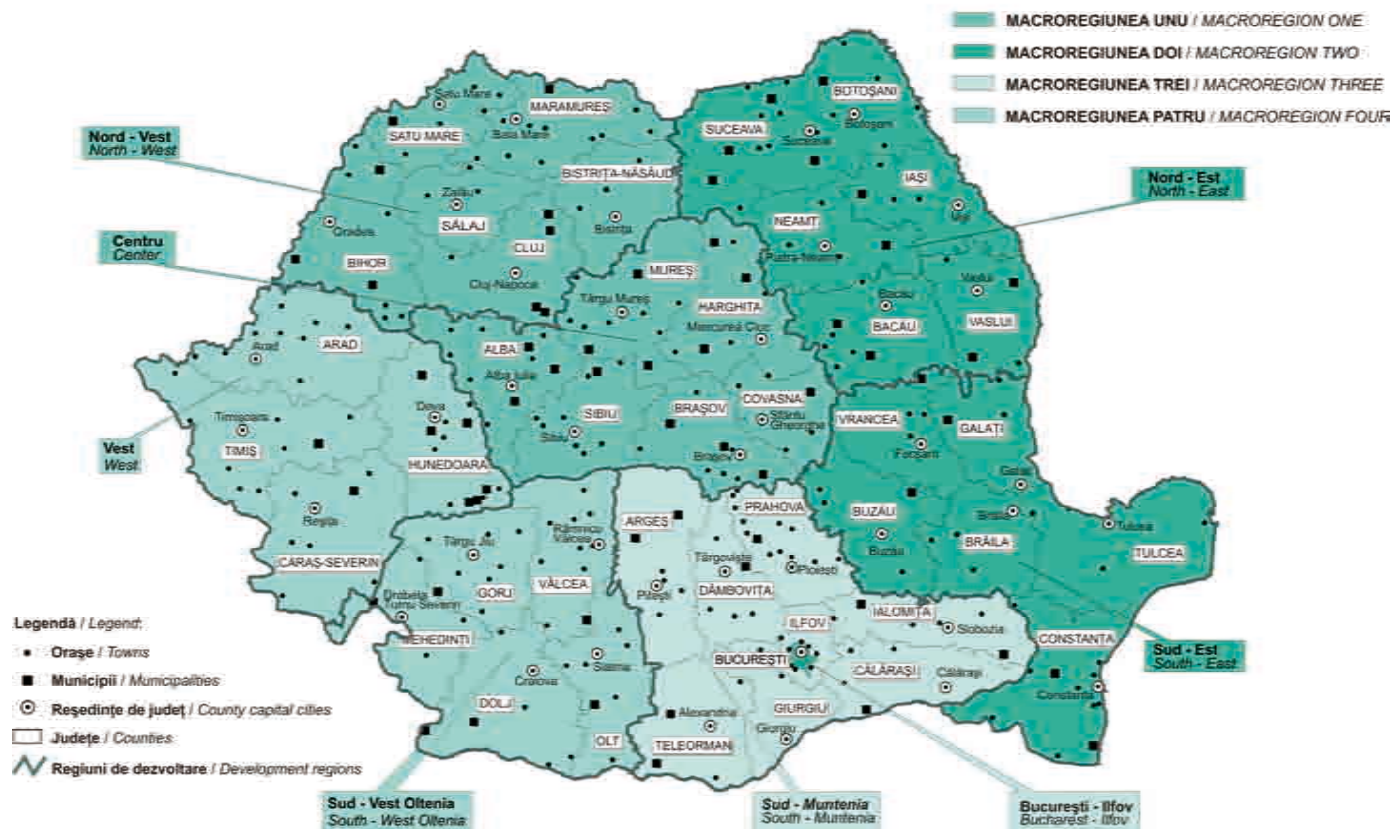 MACROREGIUNEA UNU / MACROREGION ONE
MACROREGIUNEA DOI / MACROREGION TWO
MACROREGIUNEA TREI / MACROREGION THREE
MACROREGIUNEA PATRU / MACROREGION FOUR
Nord - Vest
North - West
Centru
Center
Vest
West
Nord - Est
North - East
Sud - Est
South - East
Satu Mare
MARAMUREȘ
SATU MARE
Baia Mare
BISTRIȚA-NĂSĂUD
Zalău
SĂLAJ
Oradea
Bistrița
CLUJ
BIHOR
Cluj-Napoca
BOTOȘANI
Botoșani
SUCEAVA
Suceava
IAȘI
Iași
NEAMȚ
Piatra-Neamț
Vaslui
Bacău
BACĂU
VASLUI
MUREȘ
Târgu Mureș
HARGHITA
Miercurea Ciuc
ALBA
Alba Iulia
SIBIU
Sibiu
BRAȘOV
Brașov
COVASNA
Sfântu
Gheorghe
ARAD
Arad
Timișoara
TIMIȘ
Deva
HUNEDOARA
Reșița
CARAȘ-SEVERIN
VRANCEA
Focșani
GALAȚI
Galați
BUZĂU
Buzău
Brăila
BRĂILA
Tulcea
TULCEA
CONSTANȚA
Constanța
ARGEȘ
Pitești
PRAHOVA
Ploiești
Târgoviște
DÂMBOVIȚA
ILFOV
BUCUREȘTI
IALOMIȚA
Slobozia
CĂLĂRAȘI
Călărași
GIURGIU
Giurgiu
Alexandria
TELEORMAN
Târgu Jiu
GORJ
Râmnicu
Vâlcea
VÂLCEA
Drobeta
Turnu Severin
MEHEDINȚI
Craiova
Slatina
DOLJ
OLT
Legendă / Legend:
Orașe / Towns
Municipii / Municipalities
Reședințe de județ / County capital cities
Județe / Counties
Regiuni de dezvoltare / Development regions
Sud - Vest Oltenia
South - West Oltenia
Sud - Muntenia
South - Muntenia
București - Ilfov
Bucharest - Ilfov